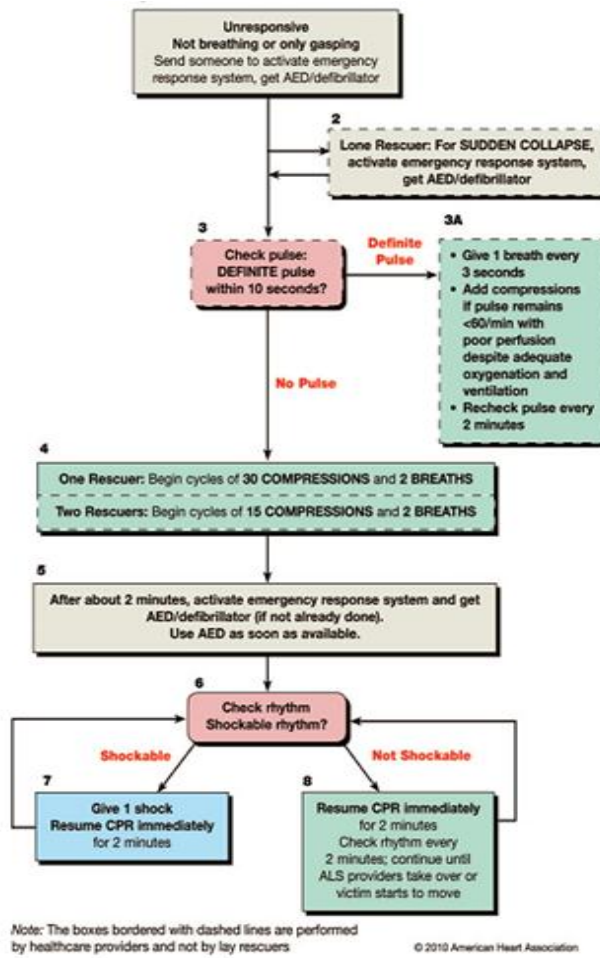 Unresponsive
Not breathing or only gasping
Send someone to activate emergency
response system, get AED/defibrillator
2
Lone Rescuer: For SUDDEN COLLAPSE,
activate emergency response system,
get AED/defibrillator
3
Check pulse:
DEFINITE pulse
within 10 seconds?
Definite
Pulse
3A
• Give 1 breath every
3 seconds
• Add compressions
if pulse remains
<60/min with
poor perfusion
despite adequate
oxygenation and
ventilation
• Recheck pulse every
2 minutes
No Pulse
4
One Rescuer: Begin cycles of 30 COMPRESSIONS and 2 BREATHS
Two Rescuers: Begin cycles of 15 COMPRESSIONS and 2 BREATHS
5
After about 2 minutes, activate emergency response system and get
AED/defibrillator (if not already done).
Use AED as soon as available.
6
Check rhythm
Shockable rhythm?
Shockable
Not Shockable
7
Give 1 shock
Resume CPR immediately
for 2 minutes
8
Resume CPR immediately
for 2 minutes
Check rhythm every
2 minutes; continue until
ALS providers take over or
victim starts to move
Note: The boxes bordered with dashed lines are performed
by healthcare providers and not by lay rescuers
© 2010 American Heart Association